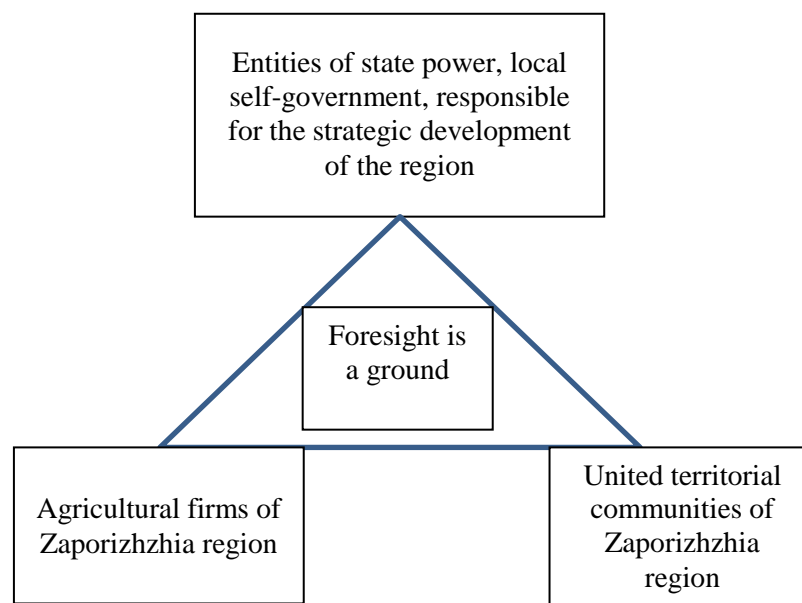 Entities of state power, local
self-government, responsible
for the strategic development
of the region
Foresight is
a ground
Agricultural firms of
Zaporizhzhia region
United territorial
communities of
Zaporizhzhia
region